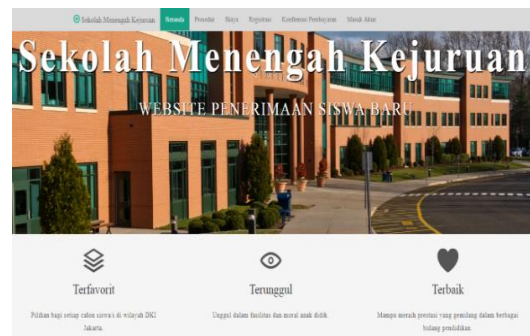 Sekolah Menengah Kejuruan Beranda Prosedur Biaya Registrasi Konfirmasi Pembayaran Masuk Akun
Sekolah Menengah Kejuruan
WEBSITE PENERIMAAN SISWA BARU
Terfavorit
Terunggul
Terbaik
Pilihan bagi setiap calon siswa/i di wilayah DKI
Jakarta.
Unggul dalam fasilitas dan moral anak didik.
Mampu meraih prestasi yang gemilang dalam berbagai
bidang pendidikan.